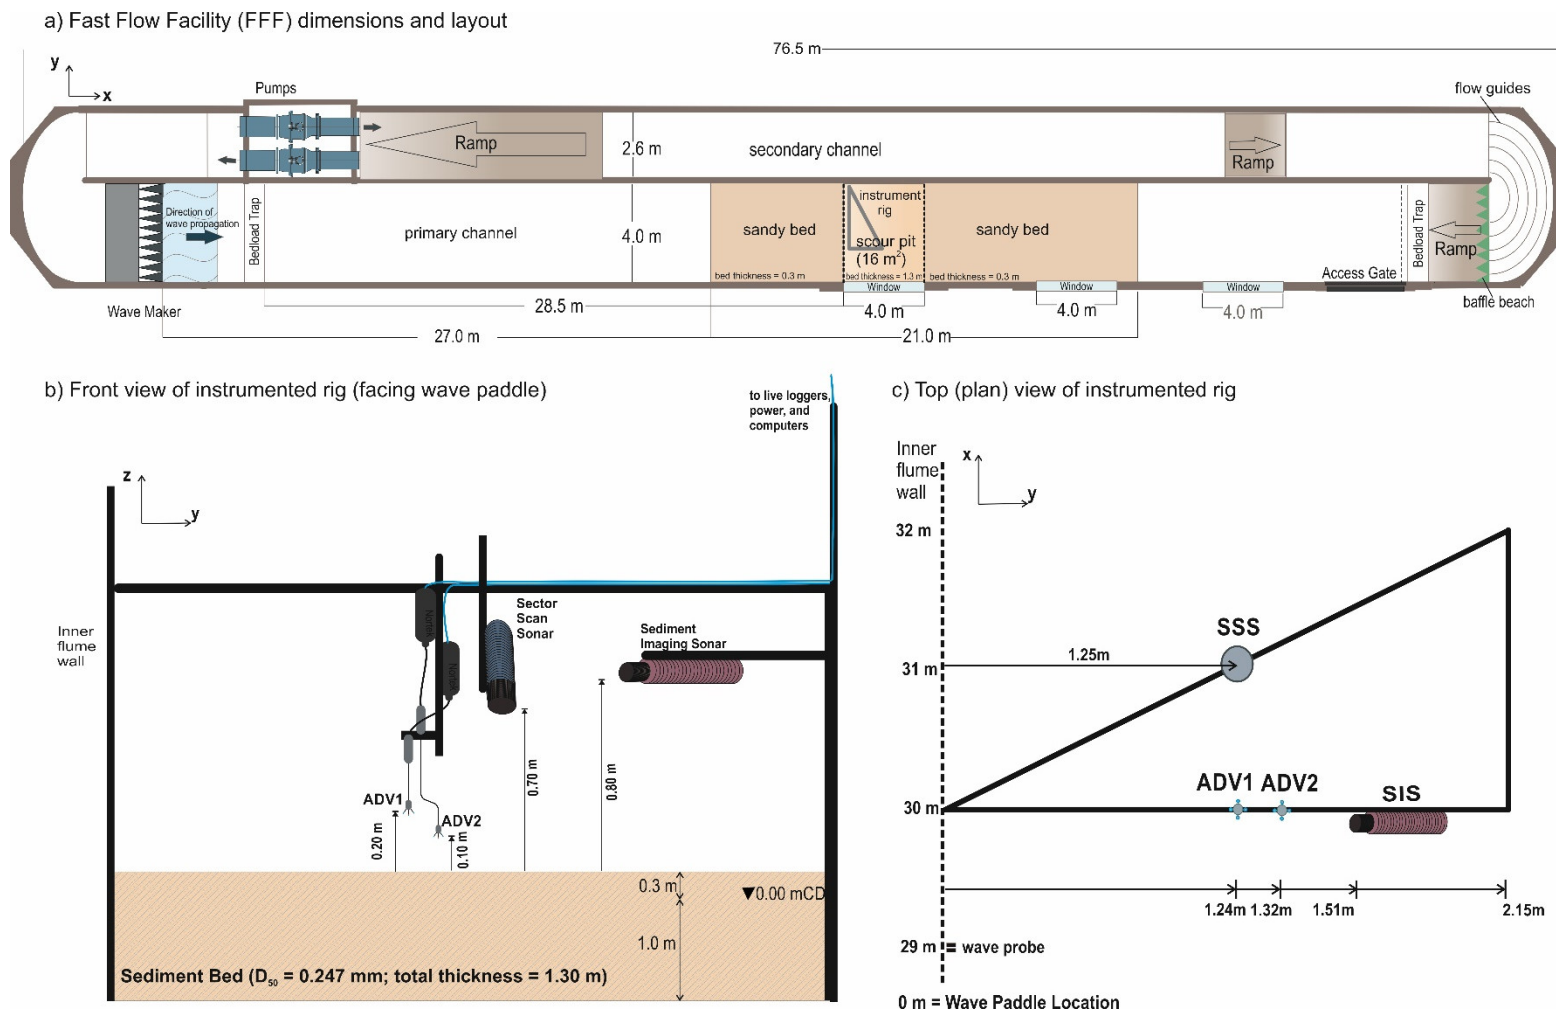 a) Fast Flow Facility (FFF) dimensions and layout
76.5 m
y
x
Pumps
flow guides
Ramp
2.6 m
secondary channel
Ramp
Direction of
wave propagation
Bedload Trap
primary channel
4.0 m
sandy bed
instrument
rig
scour pit
(16 m²)
sandy bed
Bedload Trap
Ramp
bed thickness = 0.3 m
bed thickness = 1.3 m
bed thickness = 0.3 m
Access Gate
Window
Window
Window
baffle beach
Wave Maker
28.5 m
4.0 m
4.0 m
4.0 m
27.0 m
21.0 m
b) Front view of instrumented rig (facing wave paddle)
to live loggers,
power, and
computers
z
y
Inner
flume
wall
Nortek
Nortek
Sector
Scan
Sonar
Sediment
Imaging Sonar
ADV1
ADV2
0.20 m
0.10 m
0.70 m
0.80 m
0.3 m
▼0.00 mCD
1.0 m
Sediment Bed (D₅₀ = 0.247 mm; total thickness = 1.30 m)
c) Top (plan) view of instrumented rig
Inner
flume
wall
x
y
32 m
SSS
1.25m
31 m
ADV1
ADV2
SIS
30 m
1.24m
1.32m
1.51m
2.15m
29 m
= wave probe
0 m = Wave Paddle Location